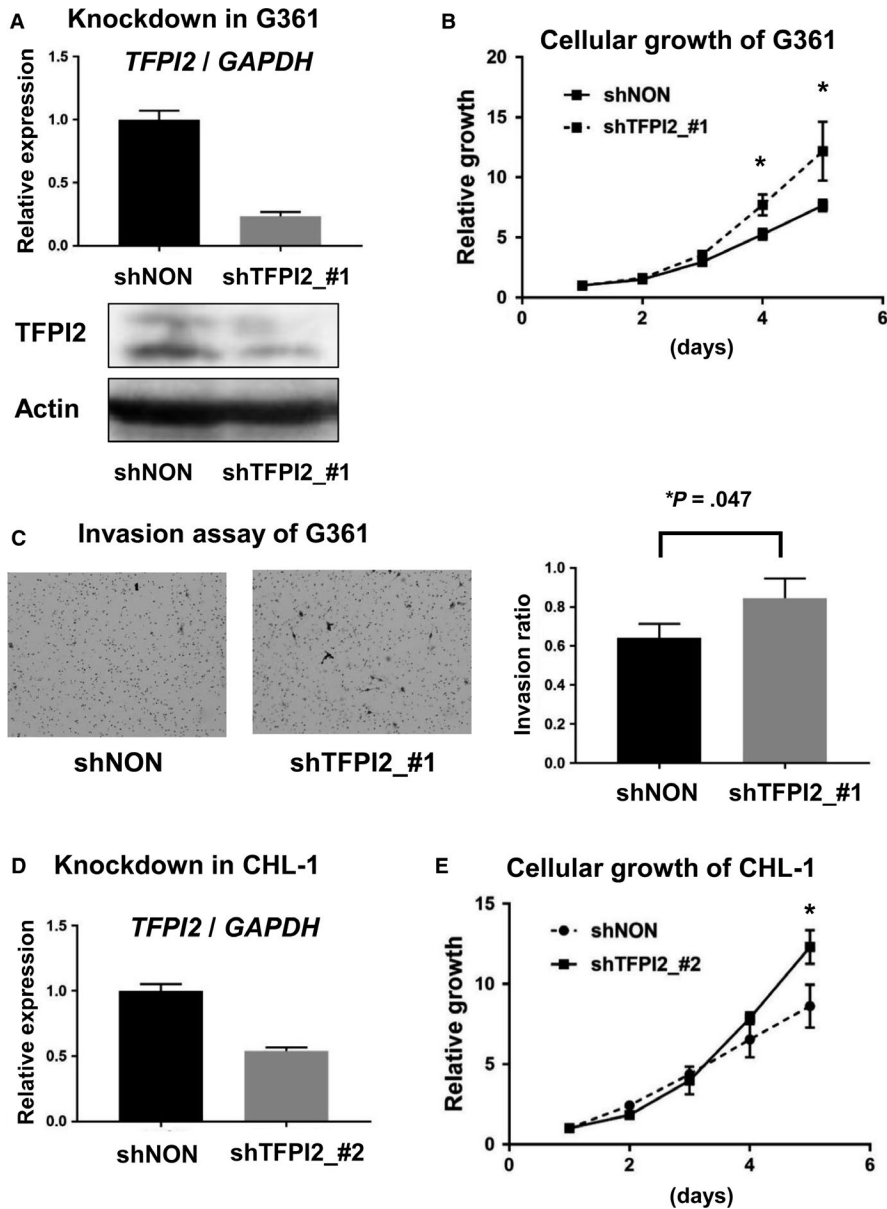 A Knockdown in G361
TFPI2 / GAPDH
Relative expression
1.5
1.0
0.5
0.0
shNON shTFPI2_#1
TFPI2
Actin
shNON shTFPI2_#1
B Cellular growth of G361
Relative growth
20
15
10
5
0
shNON
shTFPI2_#1
*
*
0 2 4 6
(days)
C Invasion assay of G361
shNON shTFPI2_#1
*P = .047
Invasion ratio
1.0
0.8
0.6
0.4
0.2
0.0
shNON shTFPI2_#1
D Knockdown in CHL-1
TFPI2 / GAPDH
Relative expression
1.5
1.0
0.5
0.0
shNON shTFPI2_#2
E Cellular growth of CHL-1
Relative growth
15
10
5
0
shNON
shTFPI2_#2
*
0 2 4 6
(days)